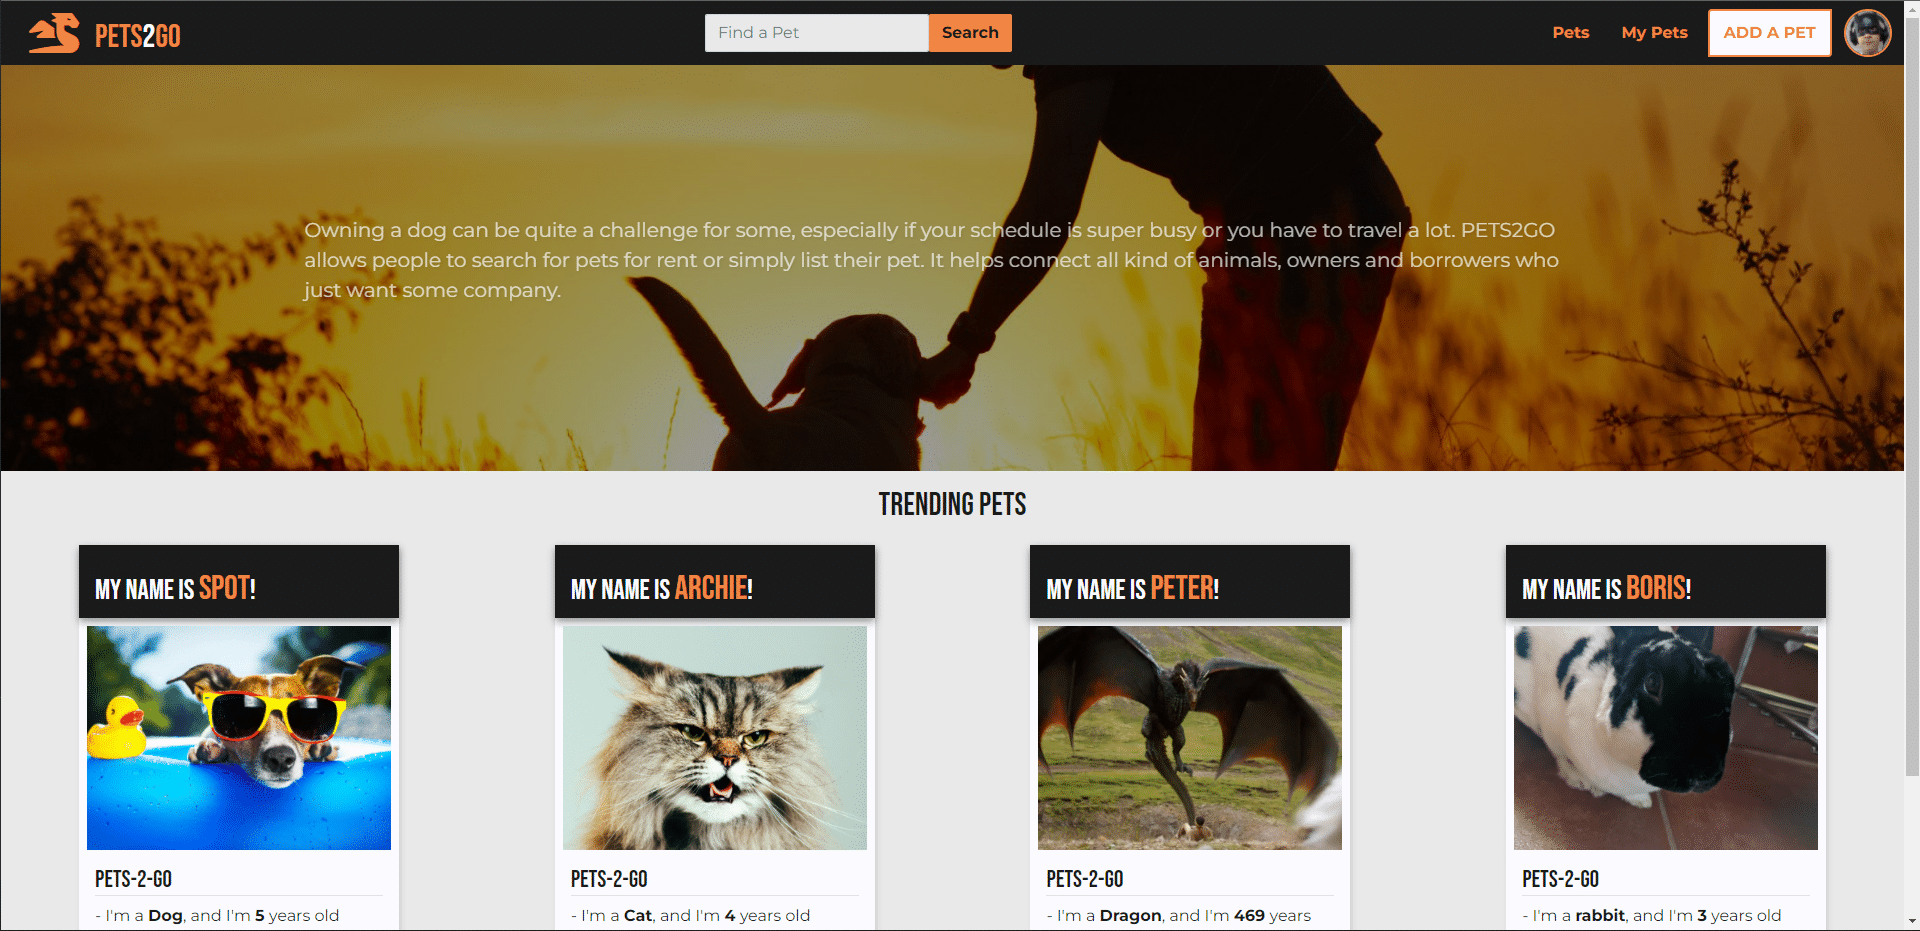 PETS2GO
Find a Pet
Search
Pets
My Pets
ADD A PET
Owning a dog can be quite a challenge for some, especially if your schedule is super busy or you have to travel a lot. PETS2GO
allows people to search for pets for rent or simply list their pet. It helps connect all kind of animals, owners and borrowers who
just want some company.
TRENDING PETS
MY NAME IS SPOT!
PETS-2-GO
- I'm a Dog, and I'm 5 years old
MY NAME IS ARCHIE!
PETS-2-GO
- I'm a Cat, and I'm 4 years old
MY NAME IS PETER!
PETS-2-GO
- I'm a Dragon, and I'm 469 years
MY NAME IS BORIS!
PETS-2-GO
- I'm a rabbit, and I'm 3 years old